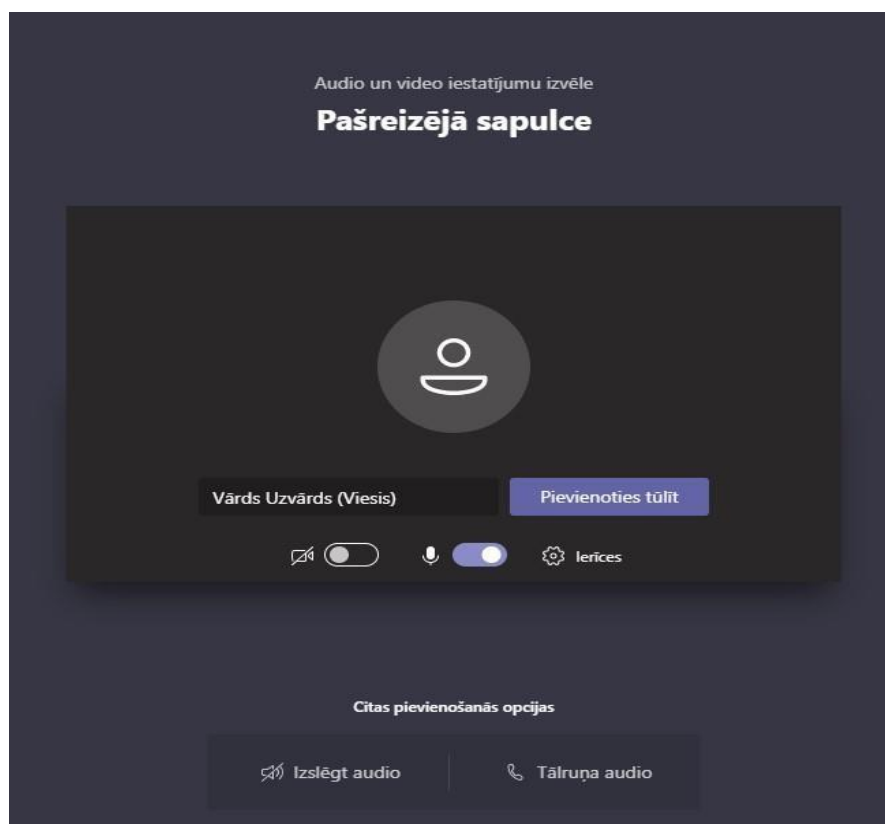 Audio un video iestatījumu izvēle
Pašreizējā sapulce
Vārds Uzvārds (Viesis)
Pievienoties tūlīt
Ierīces
Citas pievienošanās opcijas
Izslēgt audio
Tālruņa audio